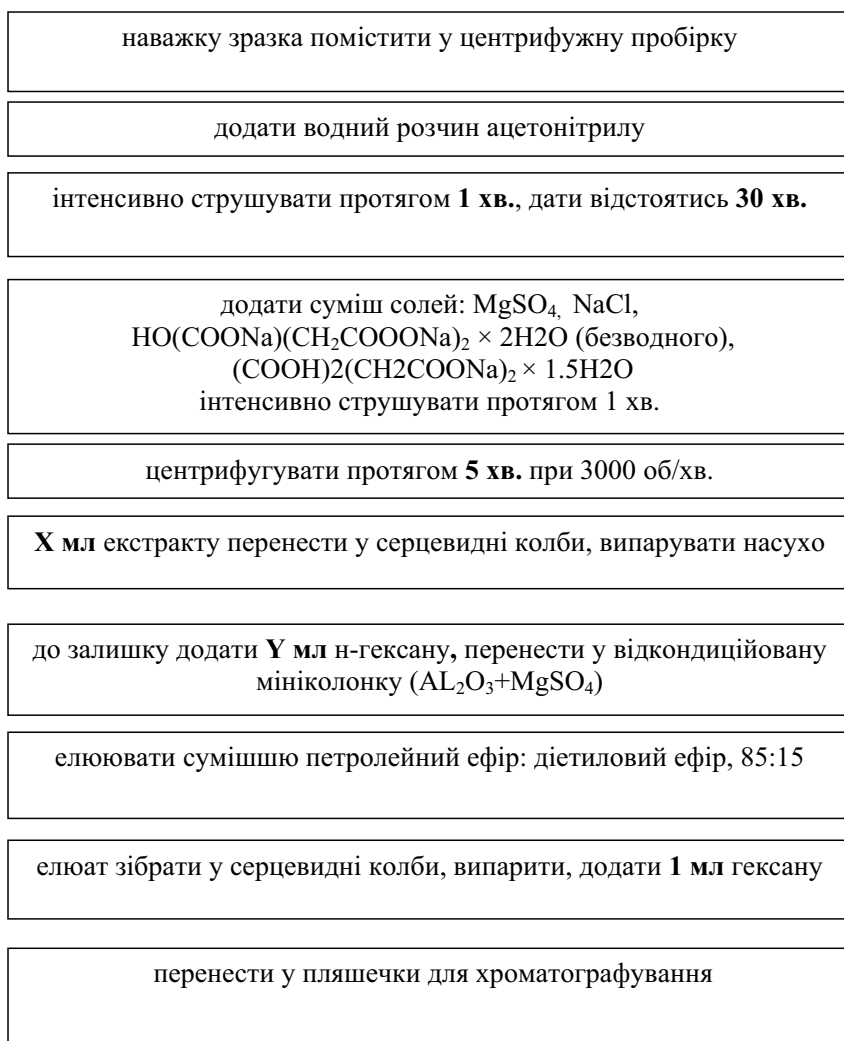 наважку зразка помістити у центрифужну пробірку
додати водний розчин ацетонітрилу
інтенсивно струшувати протягом 1 хв., дати відстоятись 30 хв.
додати суміш солей: MgSO₄, NaCl,
HO(COONa)(CH₂COOONa)₂ × 2H2O (безводного),
(COOH)2(CH2COONa)₂ × 1.5H2O
інтенсивно струшувати протягом 1 хв.
центрифугувати протягом 5 хв. при 3000 об/хв.
X мл екстракту перенести у серцевидні колби, випарувати насухо
до залишку додати Y мл н-гексану, перенести у відкондиційовану
мініколонку (AL₂O₃+MgSO₄)
елюювати сумішшю петролейний ефір: діетиловий ефір, 85:15
елюат зібрати у серцевидні колби, випарити, додати 1 мл гексану
перенести у пляшечки для хроматографування